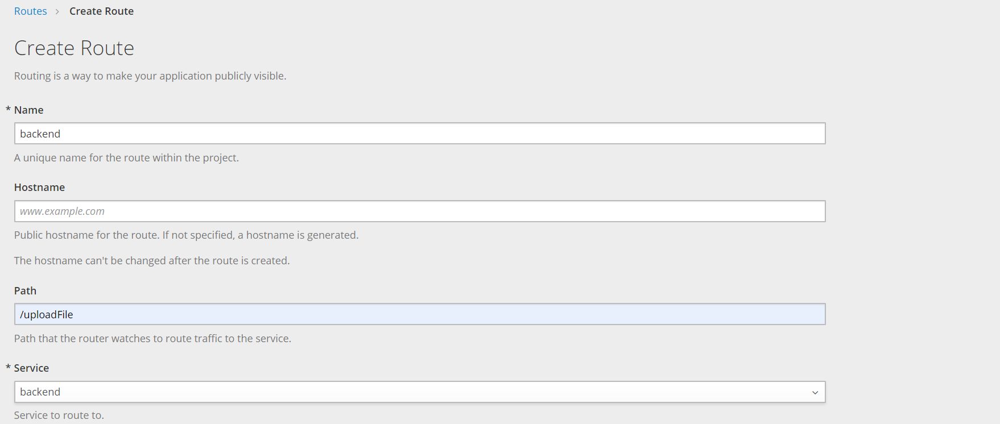 Routes > Create Route
Create Route
Routing is a way to make your application publicly visible.
* Name
backend
A unique name for the route within the project.
Hostname
www.example.com
Public hostname for the route. If not specified, a hostname is generated.
The hostname can't be changed after the route is created.
Path
/uploadFile
Path that the router watches to route traffic to the service.
* Service
backend
Service to route to.